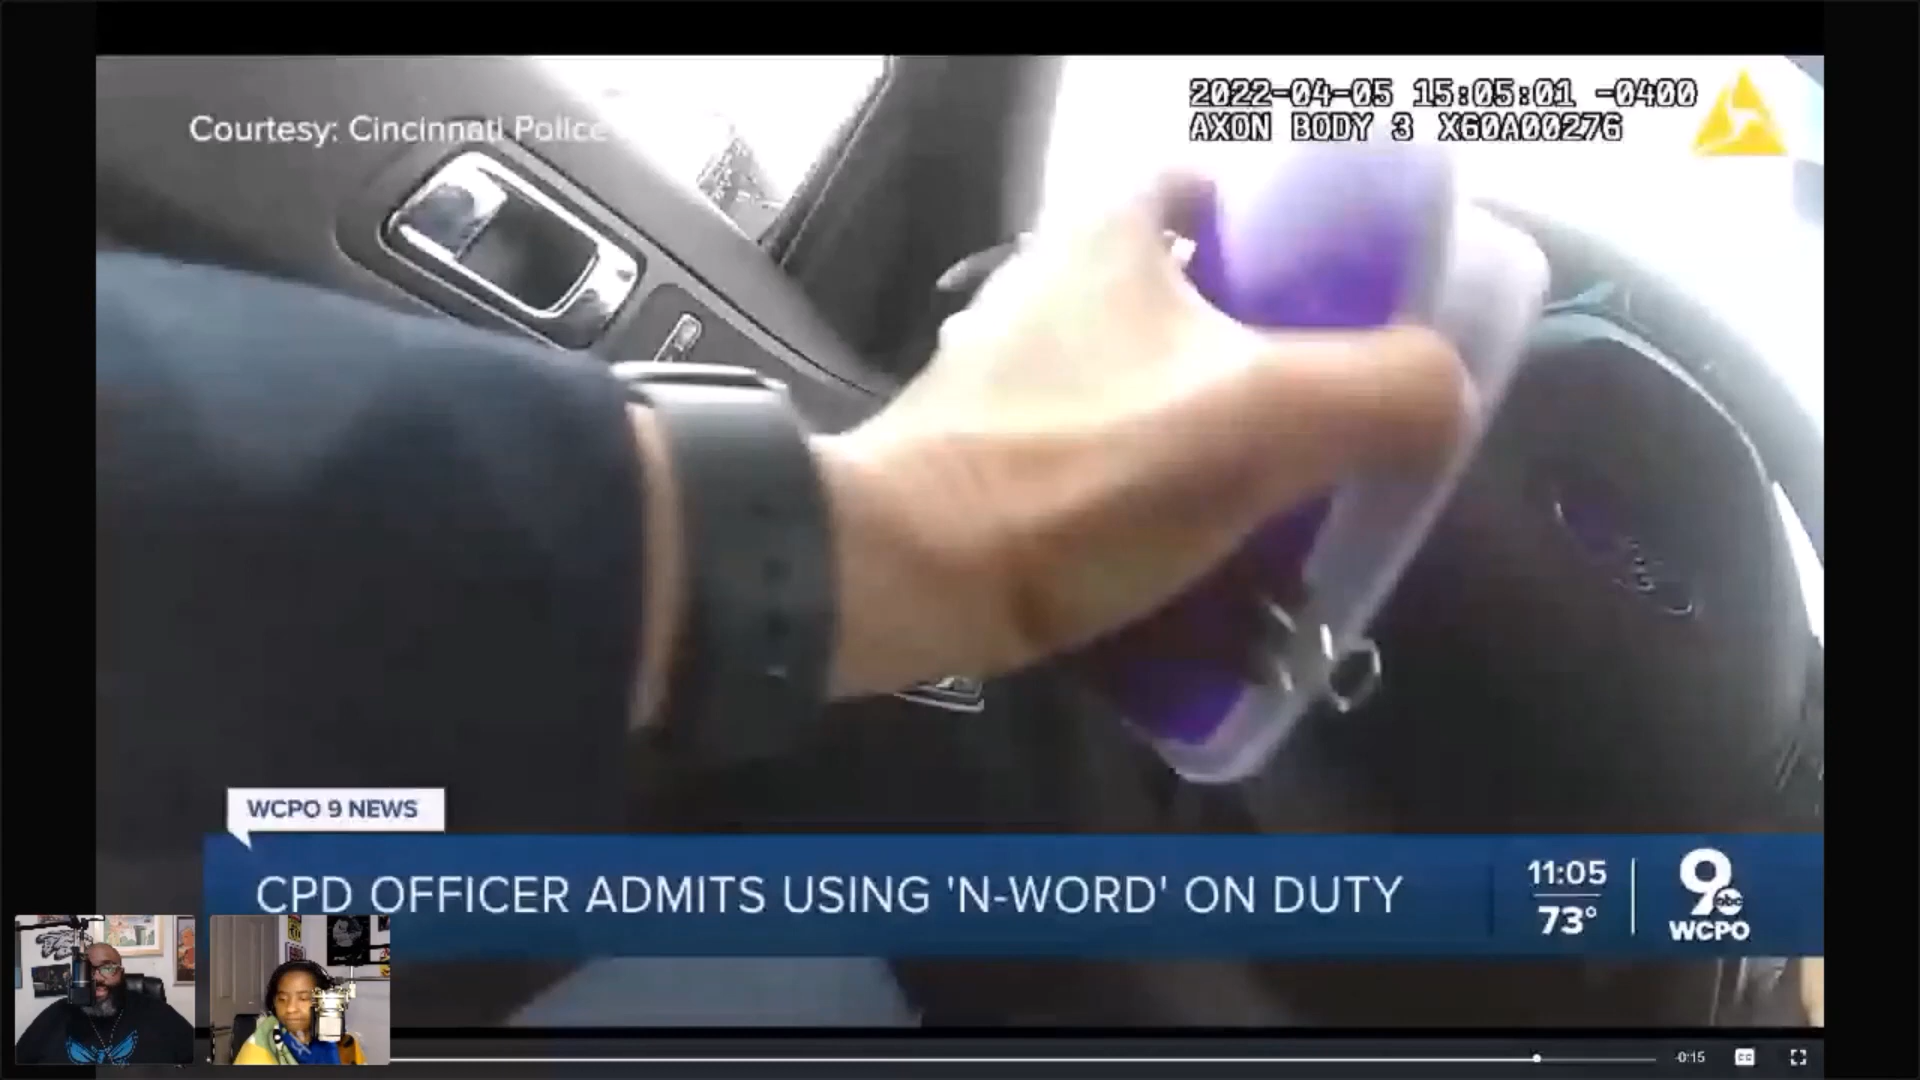 2022-04-05 15:05:01 -0400
AXON BODY 3 X60A00276
Courtesy: Cincinnati Police
WCPO 9 NEWS
CPD OFFICER ADMITS USING 'N-WORD' ON DUTY
11:05
73°
9
abc
WCPO
-0:15
CC